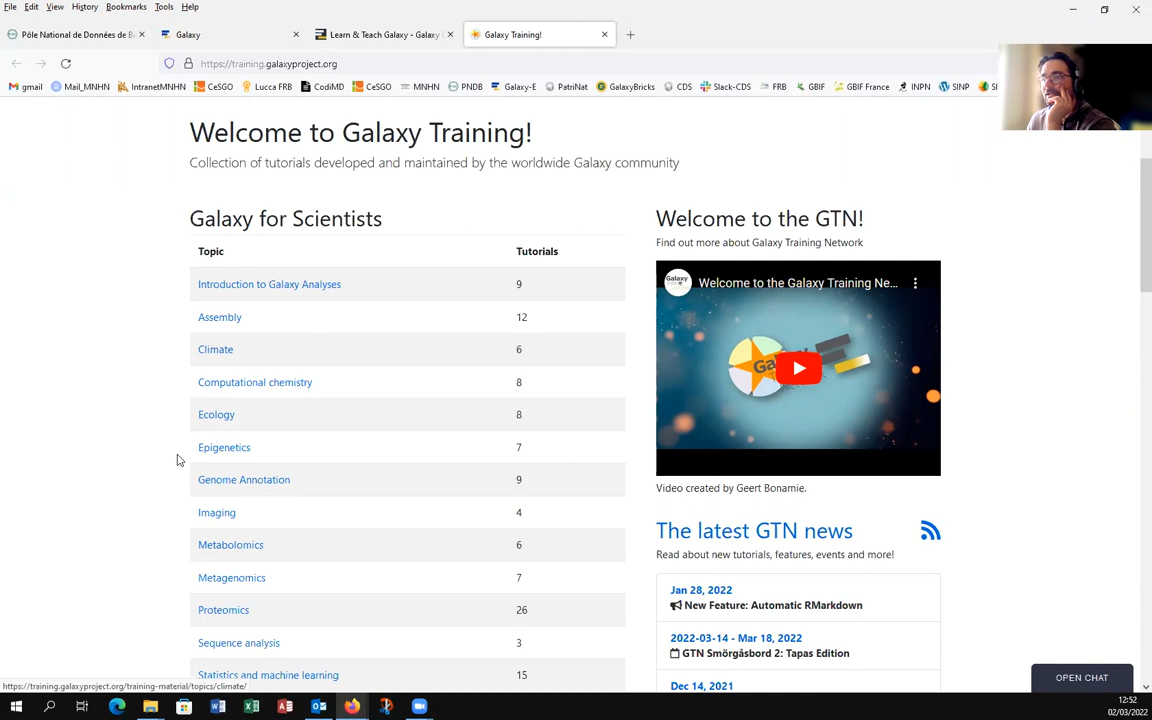 File Edit View History Bookmarks Tools Help
Pôle National de Données de Bi
Galaxy
Learn & Teach Galaxy - Galaxy C
Galaxy Training!
https://training.galaxyproject.org
gmail Mail_MNHN IntranetMNHN CeSGO Lucca FRB CodiMD CeSGO MNHN PNDB Galaxy-E PatriNat GalaxyBricks CDS Slack-CDS FRB GBIF GBIF France INPN SINP
Welcome to Galaxy Training!
Collection of tutorials developed and maintained by the worldwide Galaxy community
Galaxy for Scientists
Topic Tutorials
Introduction to Galaxy Analyses 9
Assembly 12
Climate 6
Computational chemistry 8
Ecology 8
Epigenetics 7
Genome Annotation 9
Imaging 4
Metabolomics 6
Metagenomics 7
Proteomics 26
Sequence analysis 3
Statistics and machine learning 15
Welcome to the GTN!
Find out more about Galaxy Training Network
Welcome to the Galaxy Training Ne...
Video created by Geert Bonamie.
The latest GTN news
Read about new tutorials, features, events and more!
Jan 28, 2022
New Feature: Automatic RMarkdown
2022-03-14 - Mar 18, 2022
GTN Smörgåsbord 2: Tapas Edition
Dec 14, 2021
OPEN CHAT
https://training.galaxyproject.org/training-material/topics/climate/
12:52
02/03/2022